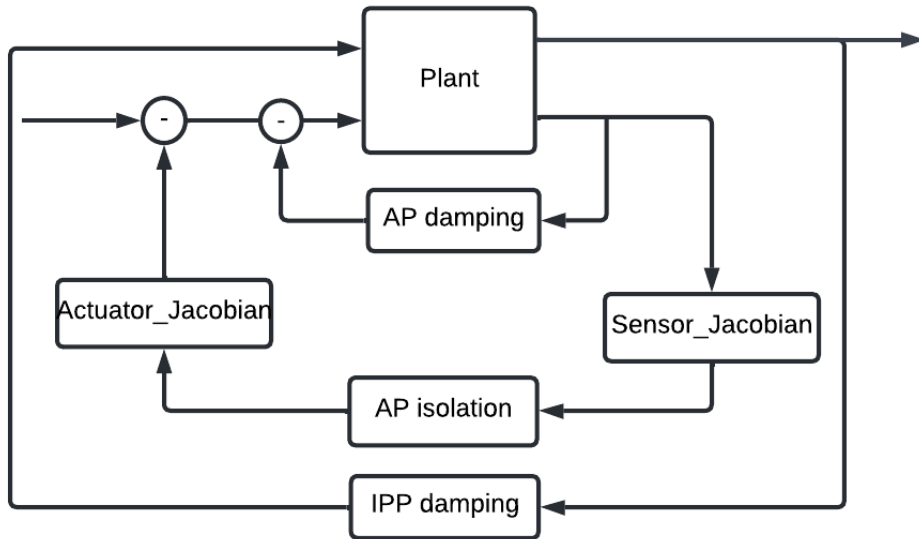 Plant
-
-
AP damping
Actuator_Jacobian
Sensor_Jacobian
AP isolation
IPP damping